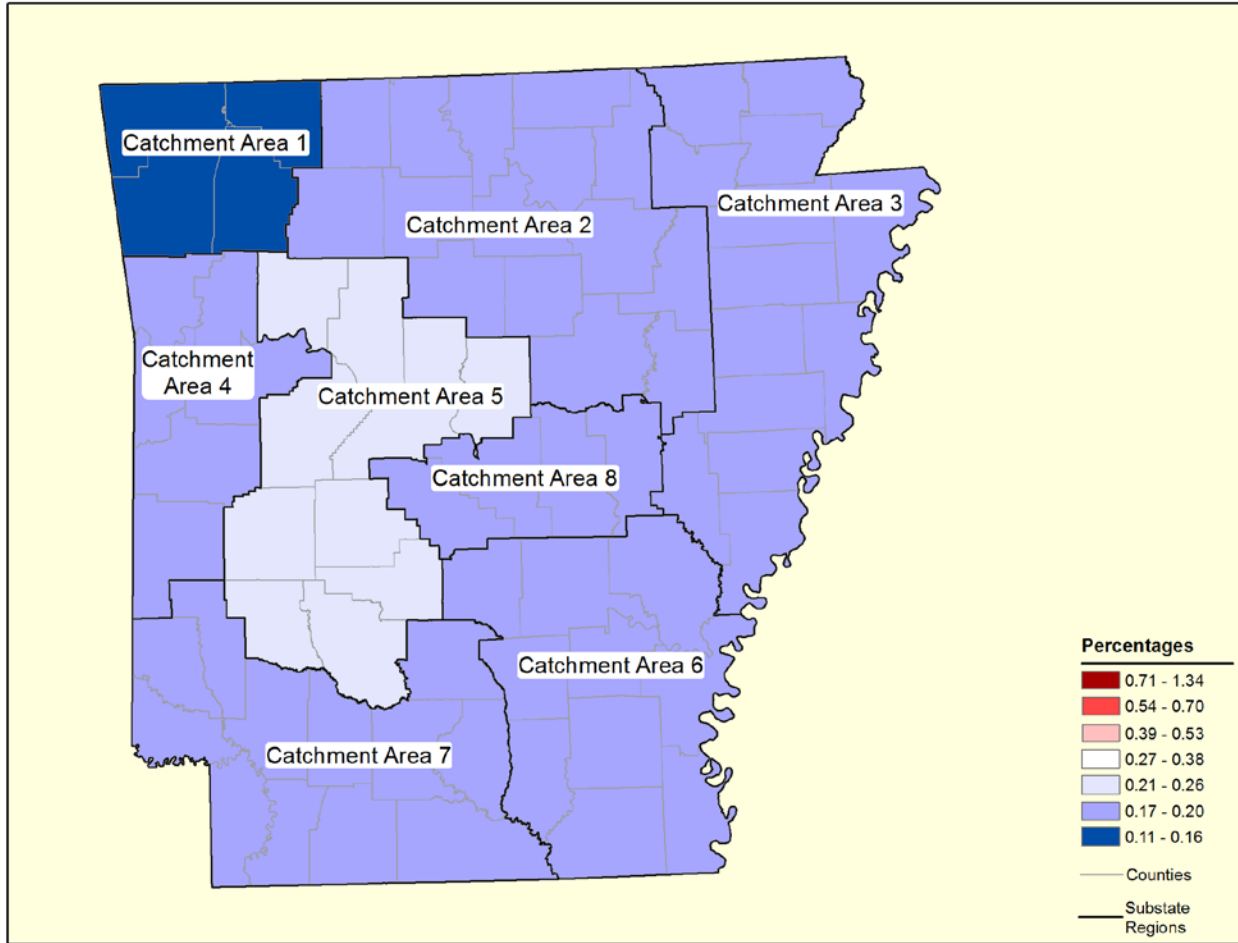 Catchment Area 1
Catchment Area 2
Catchment Area 3
Catchment
Area 4
Catchment Area 5
Catchment Area 8
Catchment Area 6
Catchment Area 7
Percentages
0.71 - 1.34
0.54 - 0.70
0.39 - 0.53
0.27 - 0.38
0.21 - 0.26
0.17 - 0.20
0.11 - 0.16
Counties
Substate
Regions